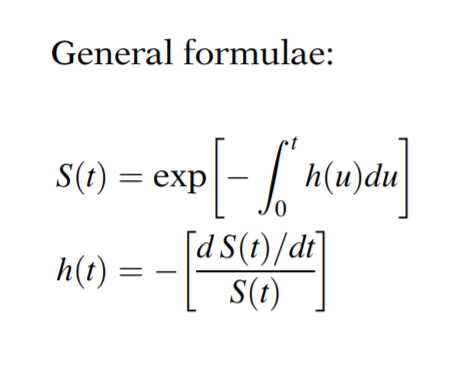 General formulae:
S(t) = exp[− ∫₀ᵗ h(u)du]
h(t) = −[dS(t)/dt / S(t)]